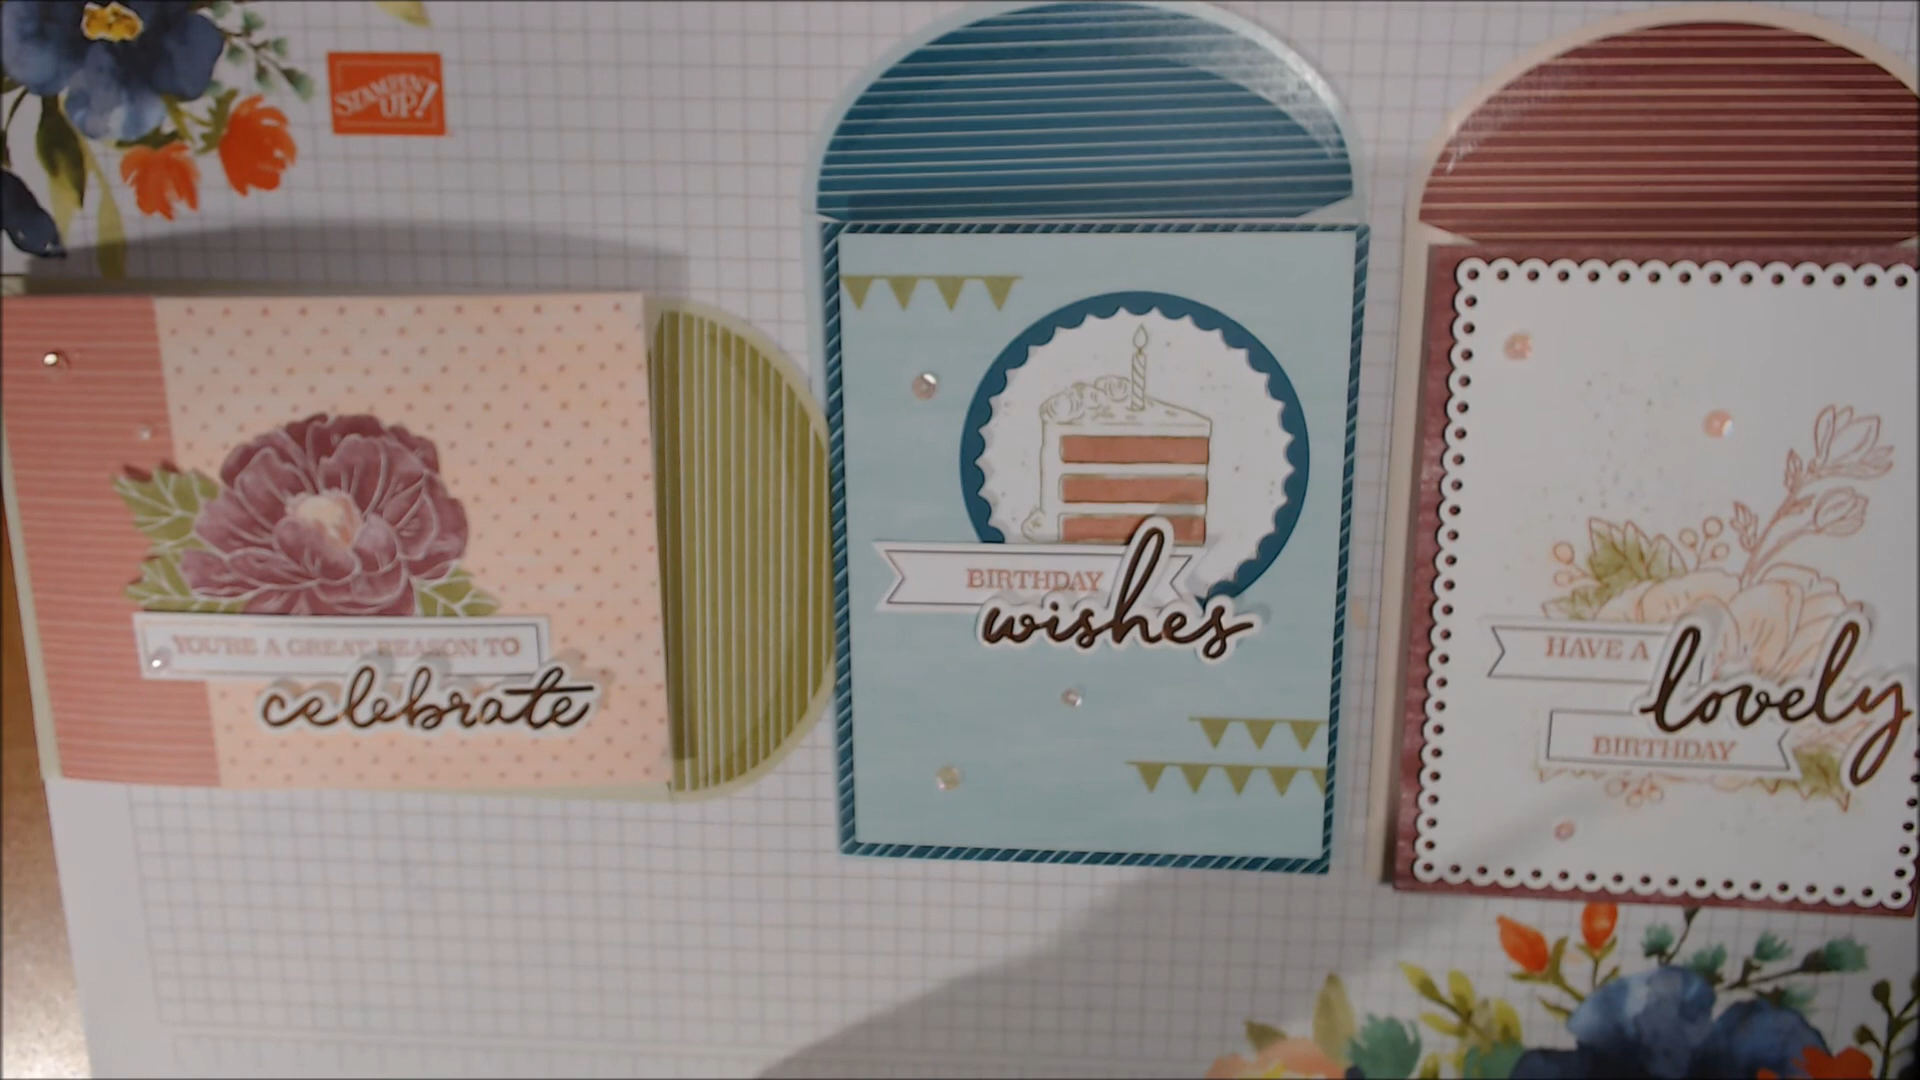 STAMPIN' UP!
YOU'RE A GREAT REASON TO
celebrate
BIRTHDAY
wishes
HAVE A
lovely
BIRTHDAY